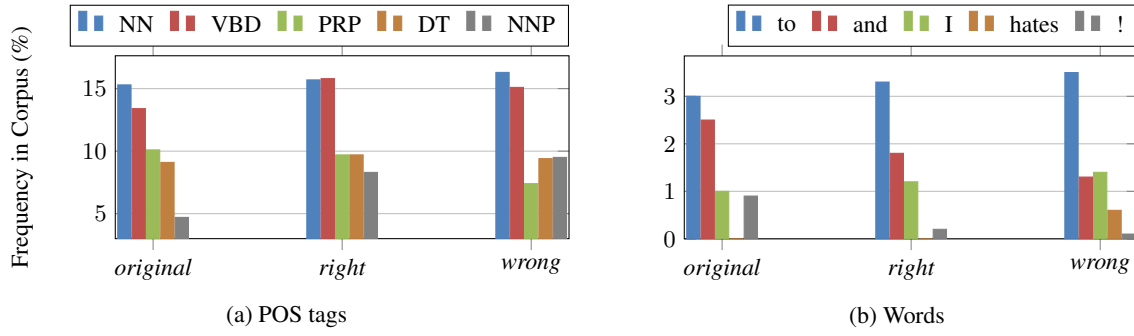 NN VBD PRP DT NNP
Frequency in Corpus (%)
15
10
5
original right wrong
(a) POS tags
to and I hates !
3
2
1
0
original right wrong
(b) Words